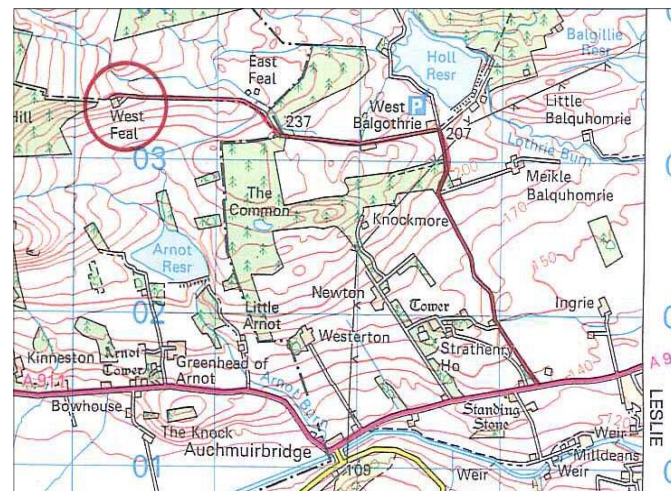 Holl
Resr
Balgillie
Resr
East
Feal
Hill
West
Feal
237
West
Balgothrie
P
207
Little
Balquhomrie
Lothrie Burn
03
200
Meikle
Balquhomrie
The
Common
170
Knockmore
Arnot
Resr
150
Newton
Tower
Ingrie
02
Little
Arnot
Westerton
Strathenry
Ho
Kinneston
Arnot
Tower
Greenhead of
Arnot
140
A 9
A 911
Arnot Burn
Bowhouse
Standing
Stone
LESLIE
The Knock
Auchmuirbridge
120
Weir
Milldeans
01
109
Weir
Weir